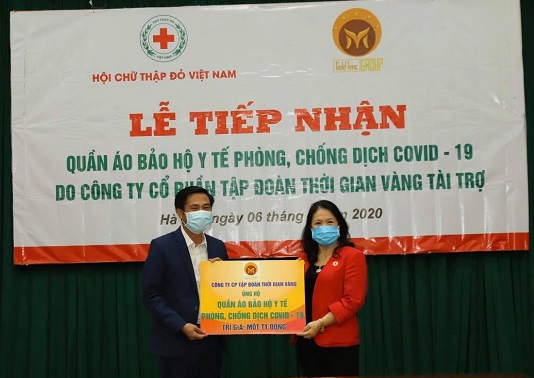 HỘI CHỮ THẬP ĐỎ VIỆT NAM
GROUP
LỄ TIẾP NHẬN
QUẦN ÁO BẢO HỘ Y TẾ PHÒNG, CHỐNG DỊCH COVID - 19
DO CÔNG TY CỔ PHẦN TẬP ĐOÀN THỜI GIAN VÀNG TÀI TRỢ
Hà ngày 06 tháng 2020
CÔNG TY CP TẬP ĐOÀN THỜI GIAN VÀNG
ỦNG HỘ
QUẦN ÁO BẢO HỘ Y TẾ
PHÒNG, CHỐNG DỊCH COVID - 19
TRỊ GIÁ: MỘT TỶ ĐỒNG